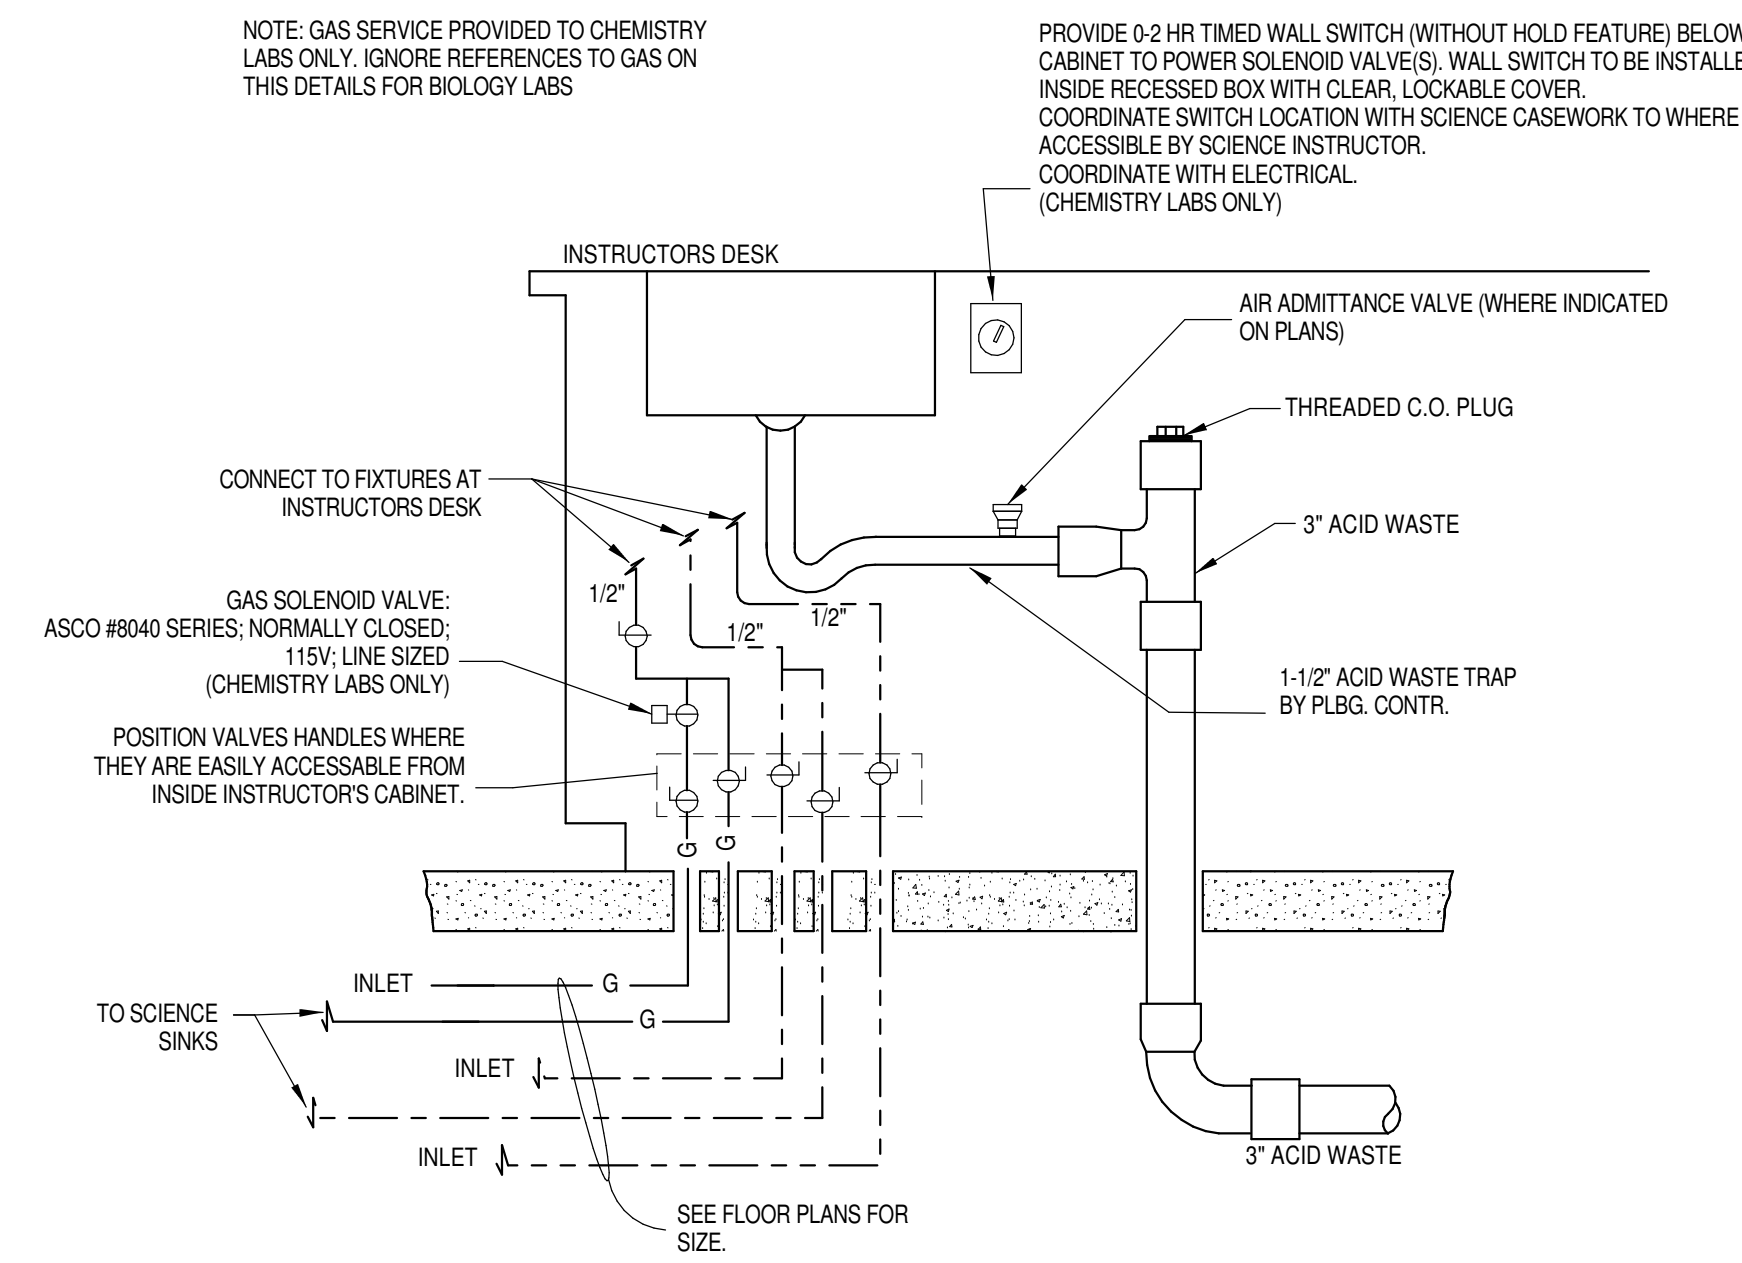 NOTE: GAS SERVICE PROVIDED TO CHEMISTRY
LABS ONLY. IGNORE REFERENCES TO GAS ON
THIS DETAILS FOR BIOLOGY LABS
PROVIDE 0-2 HR TIMED WALL SWITCH (WITHOUT HOLD FEATURE) BELOW
CABINET TO POWER SOLENOID VALVE(S). WALL SWITCH TO BE INSTALLE
INSIDE RECESSED BOX WITH CLEAR, LOCKABLE COVER.
COORDINATE SWITCH LOCATION WITH SCIENCE CASEWORK TO WHERE
ACCESSIBLE BY SCIENCE INSTRUCTOR.
COORDINATE WITH ELECTRICAL.
(CHEMISTRY LABS ONLY)
INSTRUCTORS DESK
AIR ADMITTANCE VALVE (WHERE INDICATED
ON PLANS)
THREADED C.O. PLUG
CONNECT TO FIXTURES AT
INSTRUCTORS DESK
3" ACID WASTE
1/2"
1/2"
1/2"
GAS SOLENOID VALVE:
ASCO #8040 SERIES; NORMALLY CLOSED;
115V; LINE SIZED
(CHEMISTRY LABS ONLY)
1-1/2" ACID WASTE TRAP
BY PLBG. CONTR.
POSITION VALVES HANDLES WHERE
THEY ARE EASILY ACCESSABLE FROM
INSIDE INSTRUCTOR'S CABINET.
G
G
INLET
G
TO SCIENCE
SINKS
G
INLET
INLET
3" ACID WASTE
SEE FLOOR PLANS FOR
SIZE.